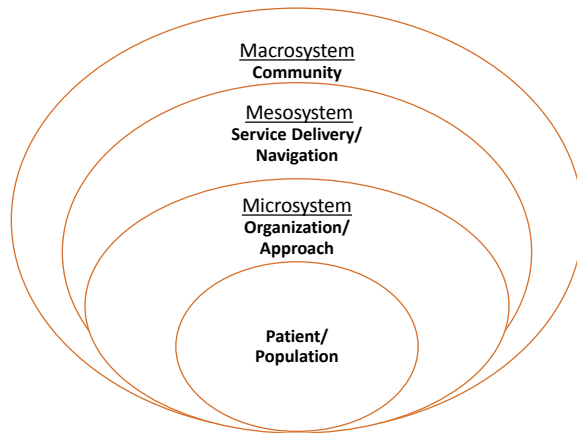 Macrosystem
Community
Mesosystem
Service Delivery/
Navigation
Microsystem
Organization/
Approach
Patient/
Population